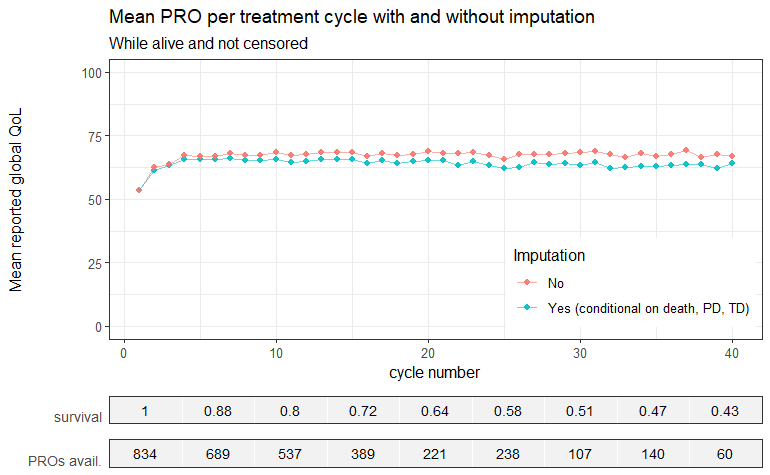 Mean PRO per treatment cycle with and without imputation
While alive and not censored
Mean reported global QoL
100
75
50
25
0
Imputation
No
Yes (conditional on death, PD, TD)
0 10 20 30 40
cycle number
survival 1 0.88 0.8 0.72 0.64 0.58 0.51 0.47 0.43
PROs avail. 834 689 537 389 221 238 107 140 60